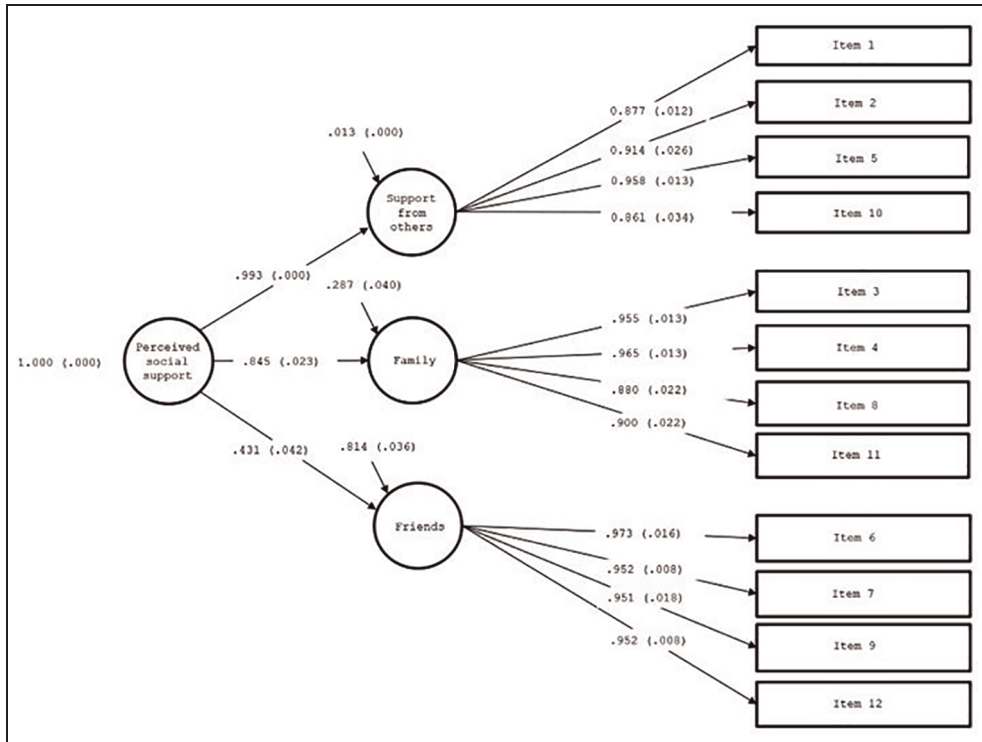 Item 1
0.877 (.012)
Item 2
.013 (.000)
0.914 (.026)
Item 5
0.958 (.013)
Support
from
others
0.861 (.034)
Item 10
.993 (.000)
.287 (.040)
Item 3
.955 (.013)
Perceived
social
support
1.000 (.000)
.845 (.023)
Family
.965 (.013)
Item 4
.880 (.022)
Item 8
.900 (.022)
.431 (.042)
.814 (.036)
Item 11
Friends
.973 (.016)
Item 6
.952 (.008)
Item 7
.951 (.018)
Item 9
.952 (.008)
Item 12